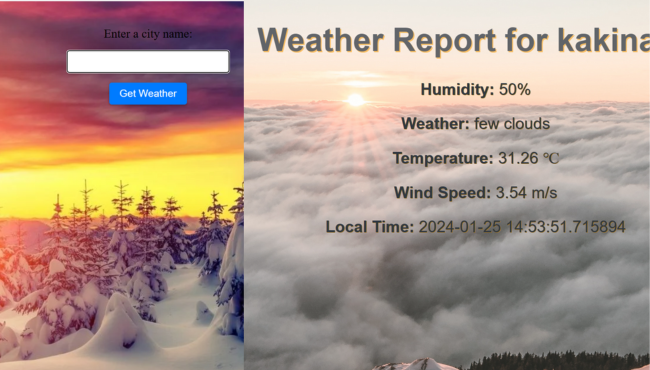 Enter a city name:
Get Weather
Weather Report for kakina
Humidity: 50%
Weather: few clouds
Temperature: 31.26 ℃
Wind Speed: 3.54 m/s
Local Time: 2024-01-25 14:53:51.715894